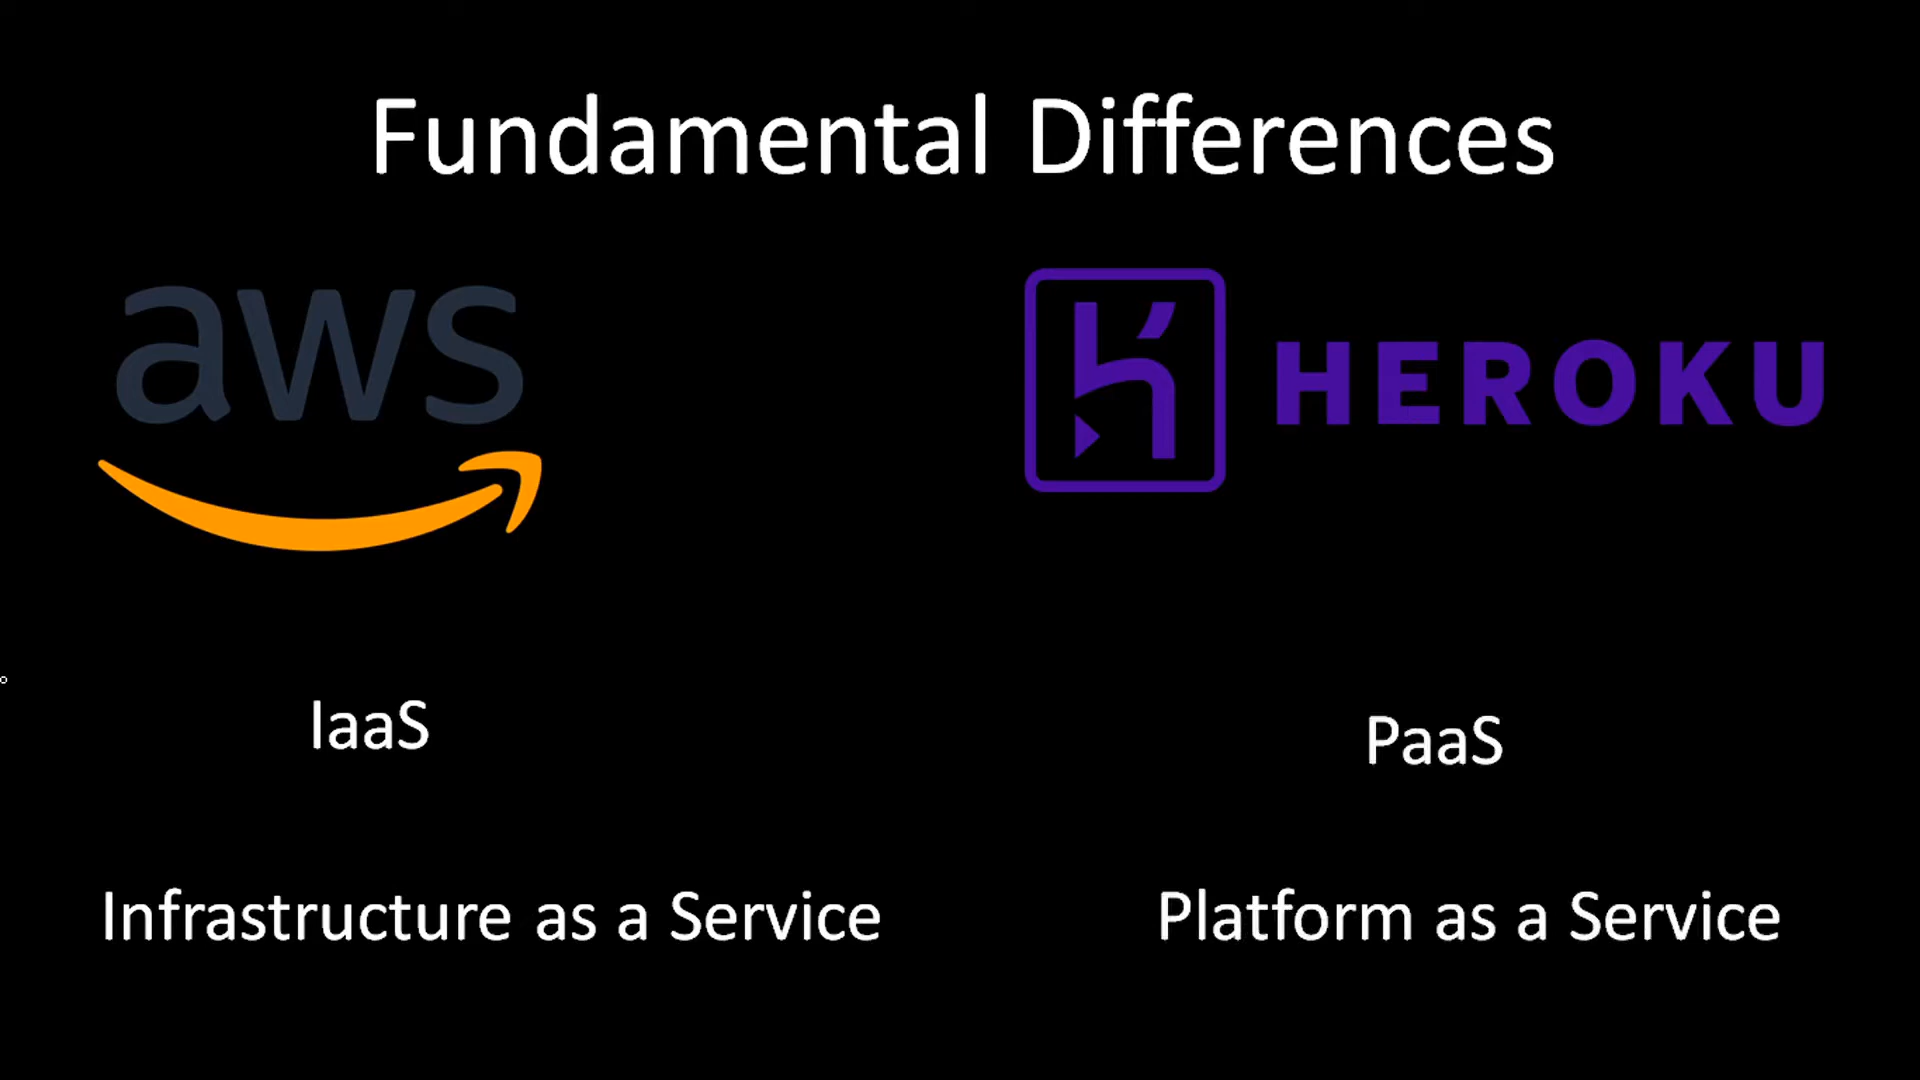 Fundamental Differences
aws
HEROKU
IaaS
PaaS
Infrastructure as a Service
Platform as a Service